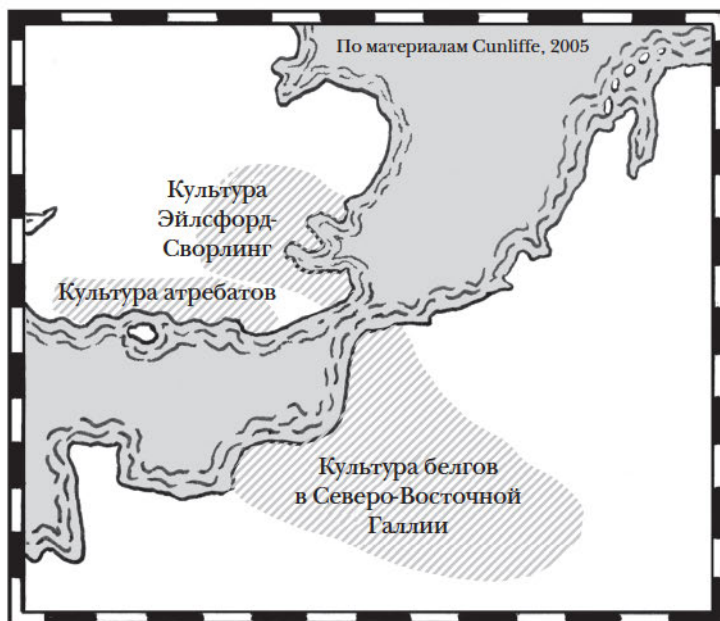 По материалам Cunliffe, 2005
Культура
Эйлсфорд-
Сворлинг
Культура атребатов
Культура белгов
в Северо-Восточной
Галлии